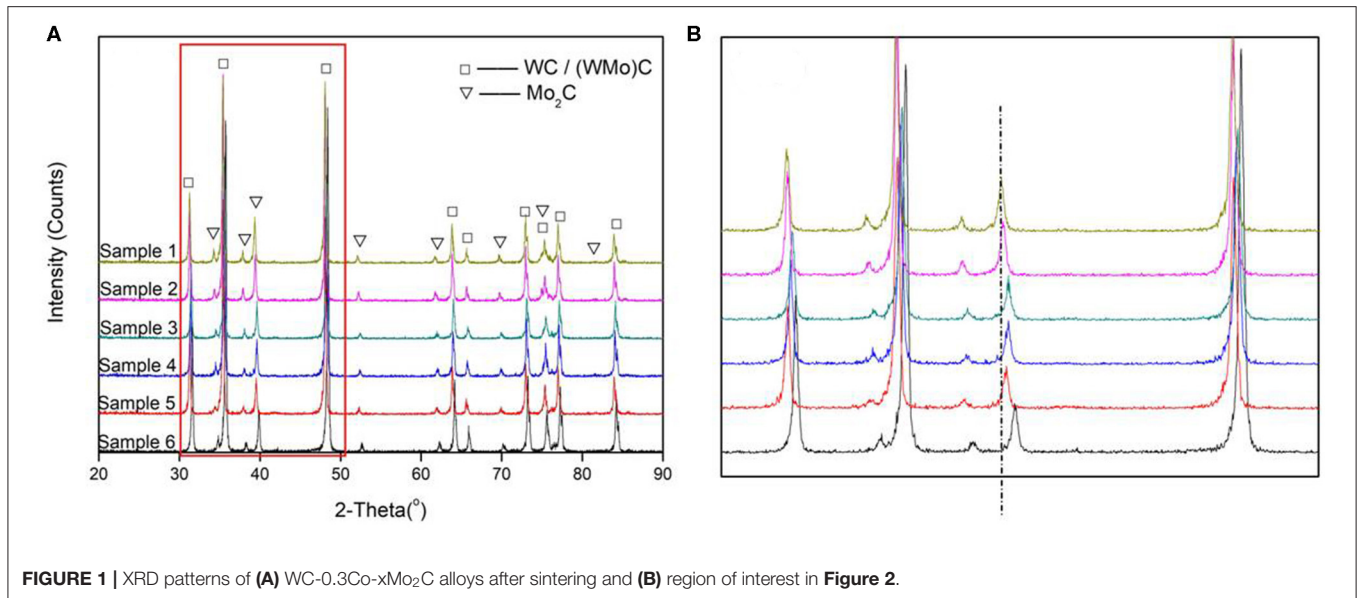 A
B
□ —— WC / (WMo)C
▽ —— Mo₂C
Intensity (Counts)
Sample 1
Sample 2
Sample 3
Sample 4
Sample 5
Sample 6
20 30 40 50 60 70 80 90
2-Theta(°)
FIGURE 1 | XRD patterns of (A) WC-0.3Co-xMo₂C alloys after sintering and (B) region of interest in Figure 2.